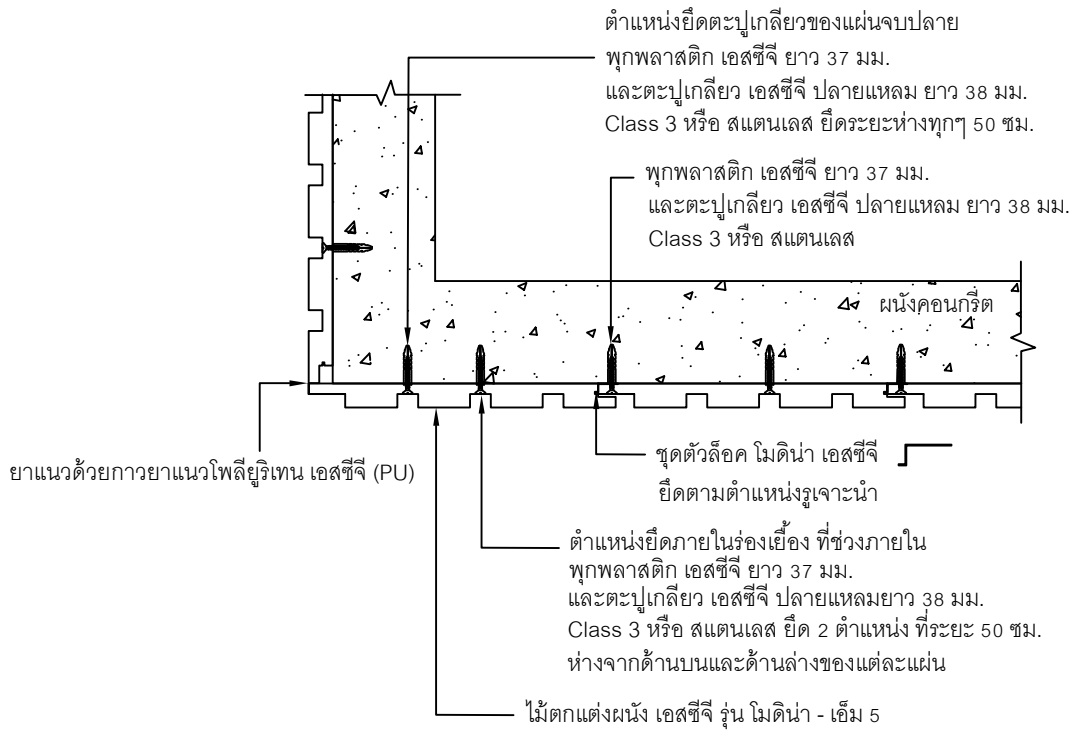 ตำแหน่งยึดตะปูเกลียวของแผ่นจบปลาย
พุกพลาสติก เอสซีจี ยาว 37 มม.
และตะปูเกลียว เอสซีจี ปลายแหลม ยาว 38 มม.
Class 3 หรือ สแตนเลส ยึดระยะห่างทุกๆ 50 ซม.
พุกพลาสติก เอสซีจี ยาว 37 มม.
และตะปูเกลียว เอสซีจี ปลายแหลม ยาว 38 มม.
Class 3 หรือ สแตนเลส
ผนังคอนกรีต
ยาแนวด้วยกาวยาแนวโพลียูริเทน เอสซีจี (PU)
ชุดตัวล็อค โมดิน่า เอสซีจี
ยึดตามตำแหน่งรูเจาะนำ
ตำแหน่งยึดภายในร่องเยื้อง ที่ช่วงภายใน
พุกพลาสติก เอสซีจี ยาว 37 มม.
และตะปูเกลียว เอสซีจี ปลายแหลมยาว 38 มม.
Class 3 หรือ สแตนเลส ยึด 2 ตำแหน่ง ที่ระยะ 50 ซม.
ห่างจากด้านบนและด้านล่างของแต่ละแผ่น
ไม้ตกแต่งผนัง เอสซีจี รุ่น โมดิน่า - เอ็ม 5